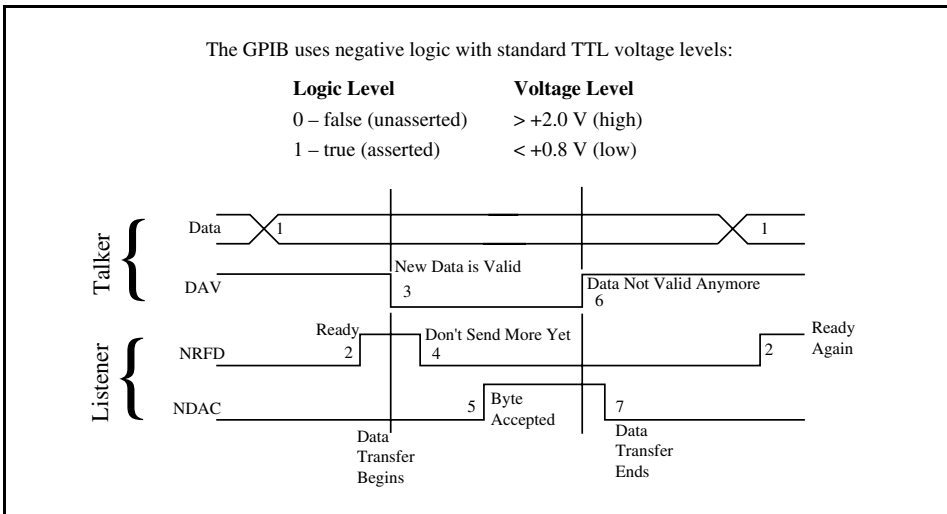 The GPIB uses negative logic with standard TTL voltage levels:
Logic Level Voltage Level
0 – false (unasserted) > +2.0 V (high)
1 – true (asserted) < +0.8 V (low)
Talker
Data 1 1
New Data is Valid
DAV 3 Data Not Valid Anymore
6
Listener
Ready Don't Send More Yet Ready
NRFD 2 4 2 Again
NDAC 5 Byte 7
Accepted
Data
Transfer
Begins
Data
Transfer
Ends